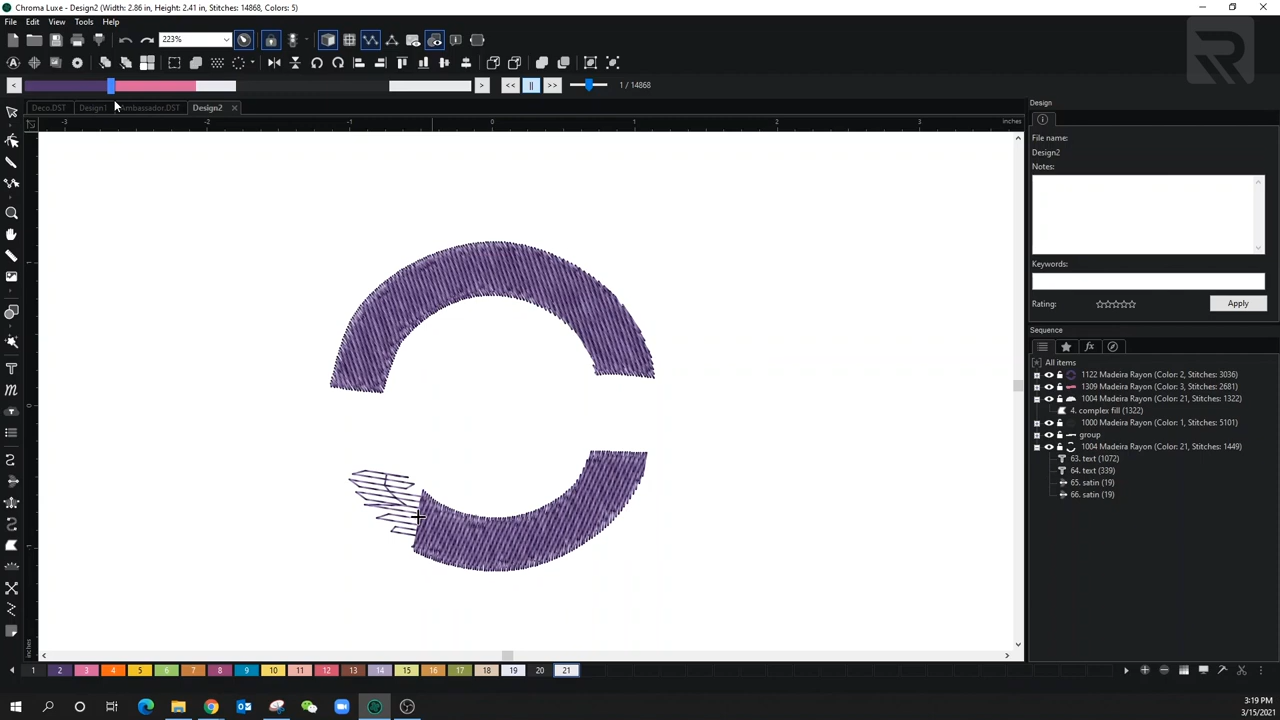 Chroma Luxe - Design2 (Width: 2.86 in, Height: 2.41 in, Stitches: 14868, Colors: 5)
File Edit View Tools Help
223%
< > << || >> 1 / 14868
Deco.DST Design1 mbassador.DST Design2
-3 -2 -1 0 1 2 3 inches
1
0
1
inches
Design
File name:
Design2
Notes:
Keywords:
Rating: Apply
Sequence
All items
1122 Madeira Rayon (Color: 2, Stitches: 3036)
1309 Madeira Rayon (Color: 3, Stitches: 2681)
1004 Madeira Rayon (Color: 21, Stitches: 1322)
4. complex fill (1322)
1000 Madeira Rayon (Color: 1, Stitches: 5101)
group
1004 Madeira Rayon (Color: 21, Stitches: 1449)
63. text (1072)
64. text (339)
65. satin (19)
66. satin (19)
1 2 3 4 5 6 7 8 9 10 11 12 13 14 15 16 17 18 19 20 21
3:19 PM
3/15/2021